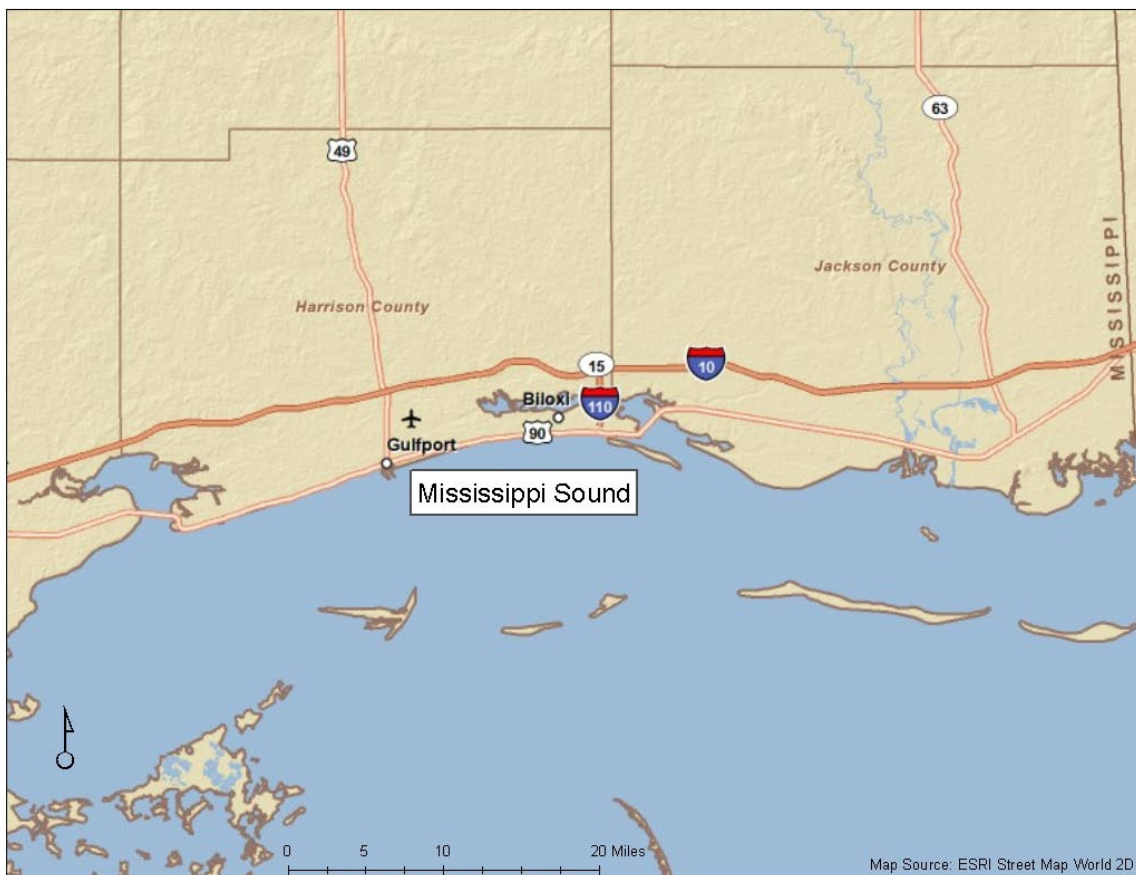 63
49
MISSISSIPPI
Jackson County
Harrison County
15
10
Biloxi
110
90
Gulfport
Mississippi Sound
0 5 10 20 Miles
Map Source: ESRI Street Map World 2D